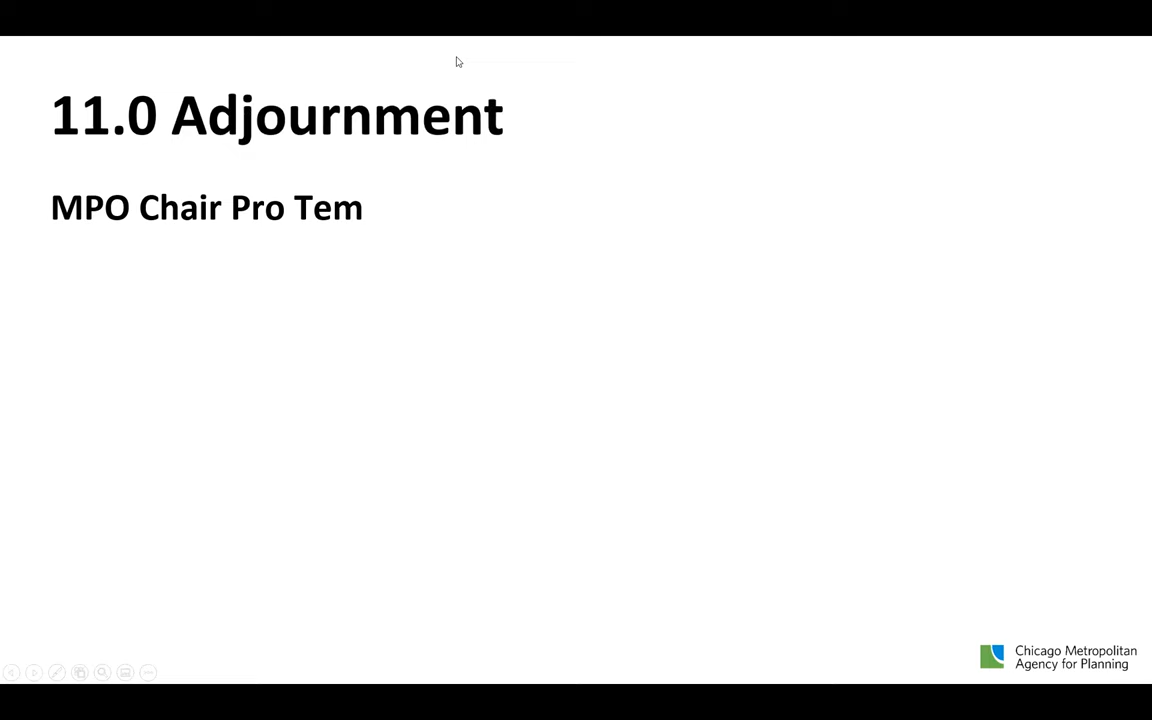 11.0 Adjournment
MPO Chair Pro Tem
Chicago Metropolitan
Agency for Planning